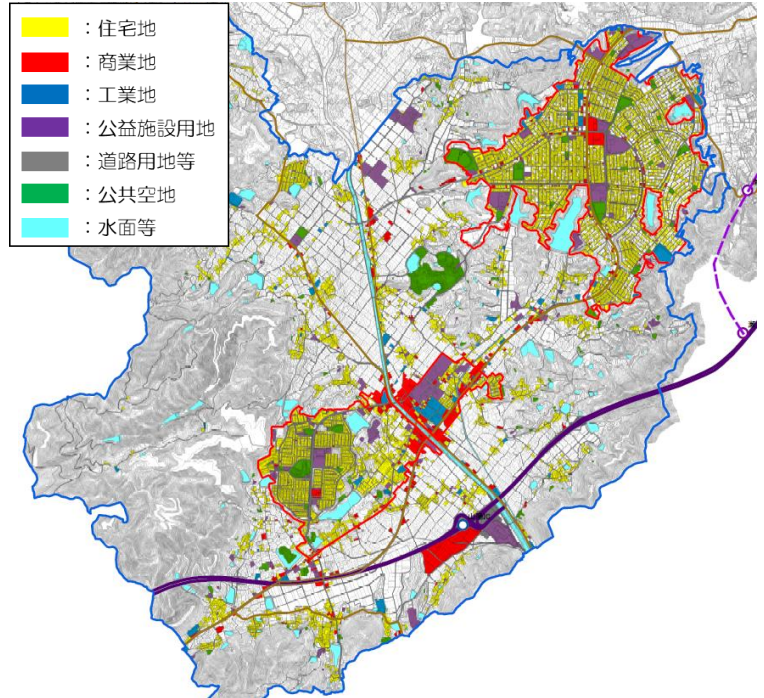 ：住宅地
：商業地
：工業地
：公益施設用地
：道路用地等
：公共空地
：水面等